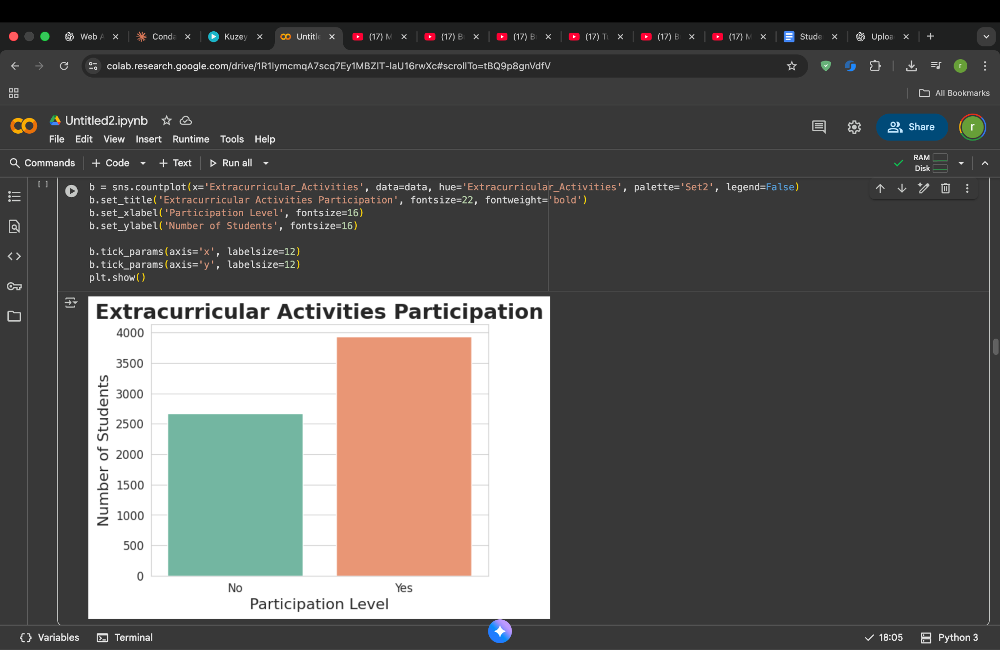 Web A
Conda
Kuzey
Untitle
(17) M
(17) B
(17) B
(17) Tu
(17) B
(17) M
Stude
Uploa
colab.research.google.com/drive/1R1lymcmqA7scq7Ey1MBZlT-laU16rwXc#scrollTo=tBQ9p8gnVdfV
r
All Bookmarks
Untitled2.ipynb
File Edit View Insert Runtime Tools Help
Share
r
Commands + Code + Text Run all
RAM
Disk
[ ]
b = sns.countplot(x='Extracurricular_Activities', data=data, hue='Extracurricular_Activities', palette='Set2', legend=False)
b.set_title('Extracurricular Activities Participation', fontsize=22, fontweight='bold')
b.set_xlabel('Participation Level', fontsize=16)
b.set_ylabel('Number of Students', fontsize=16)
b.tick_params(axis='x', labelsize=12)
b.tick_params(axis='y', labelsize=12)
plt.show()
Extracurricular Activities Participation
Number of Students
4000
3500
3000
2500
2000
1500
1000
500
0
No Yes
Participation Level
{ } Variables Terminal
18:05 Python 3